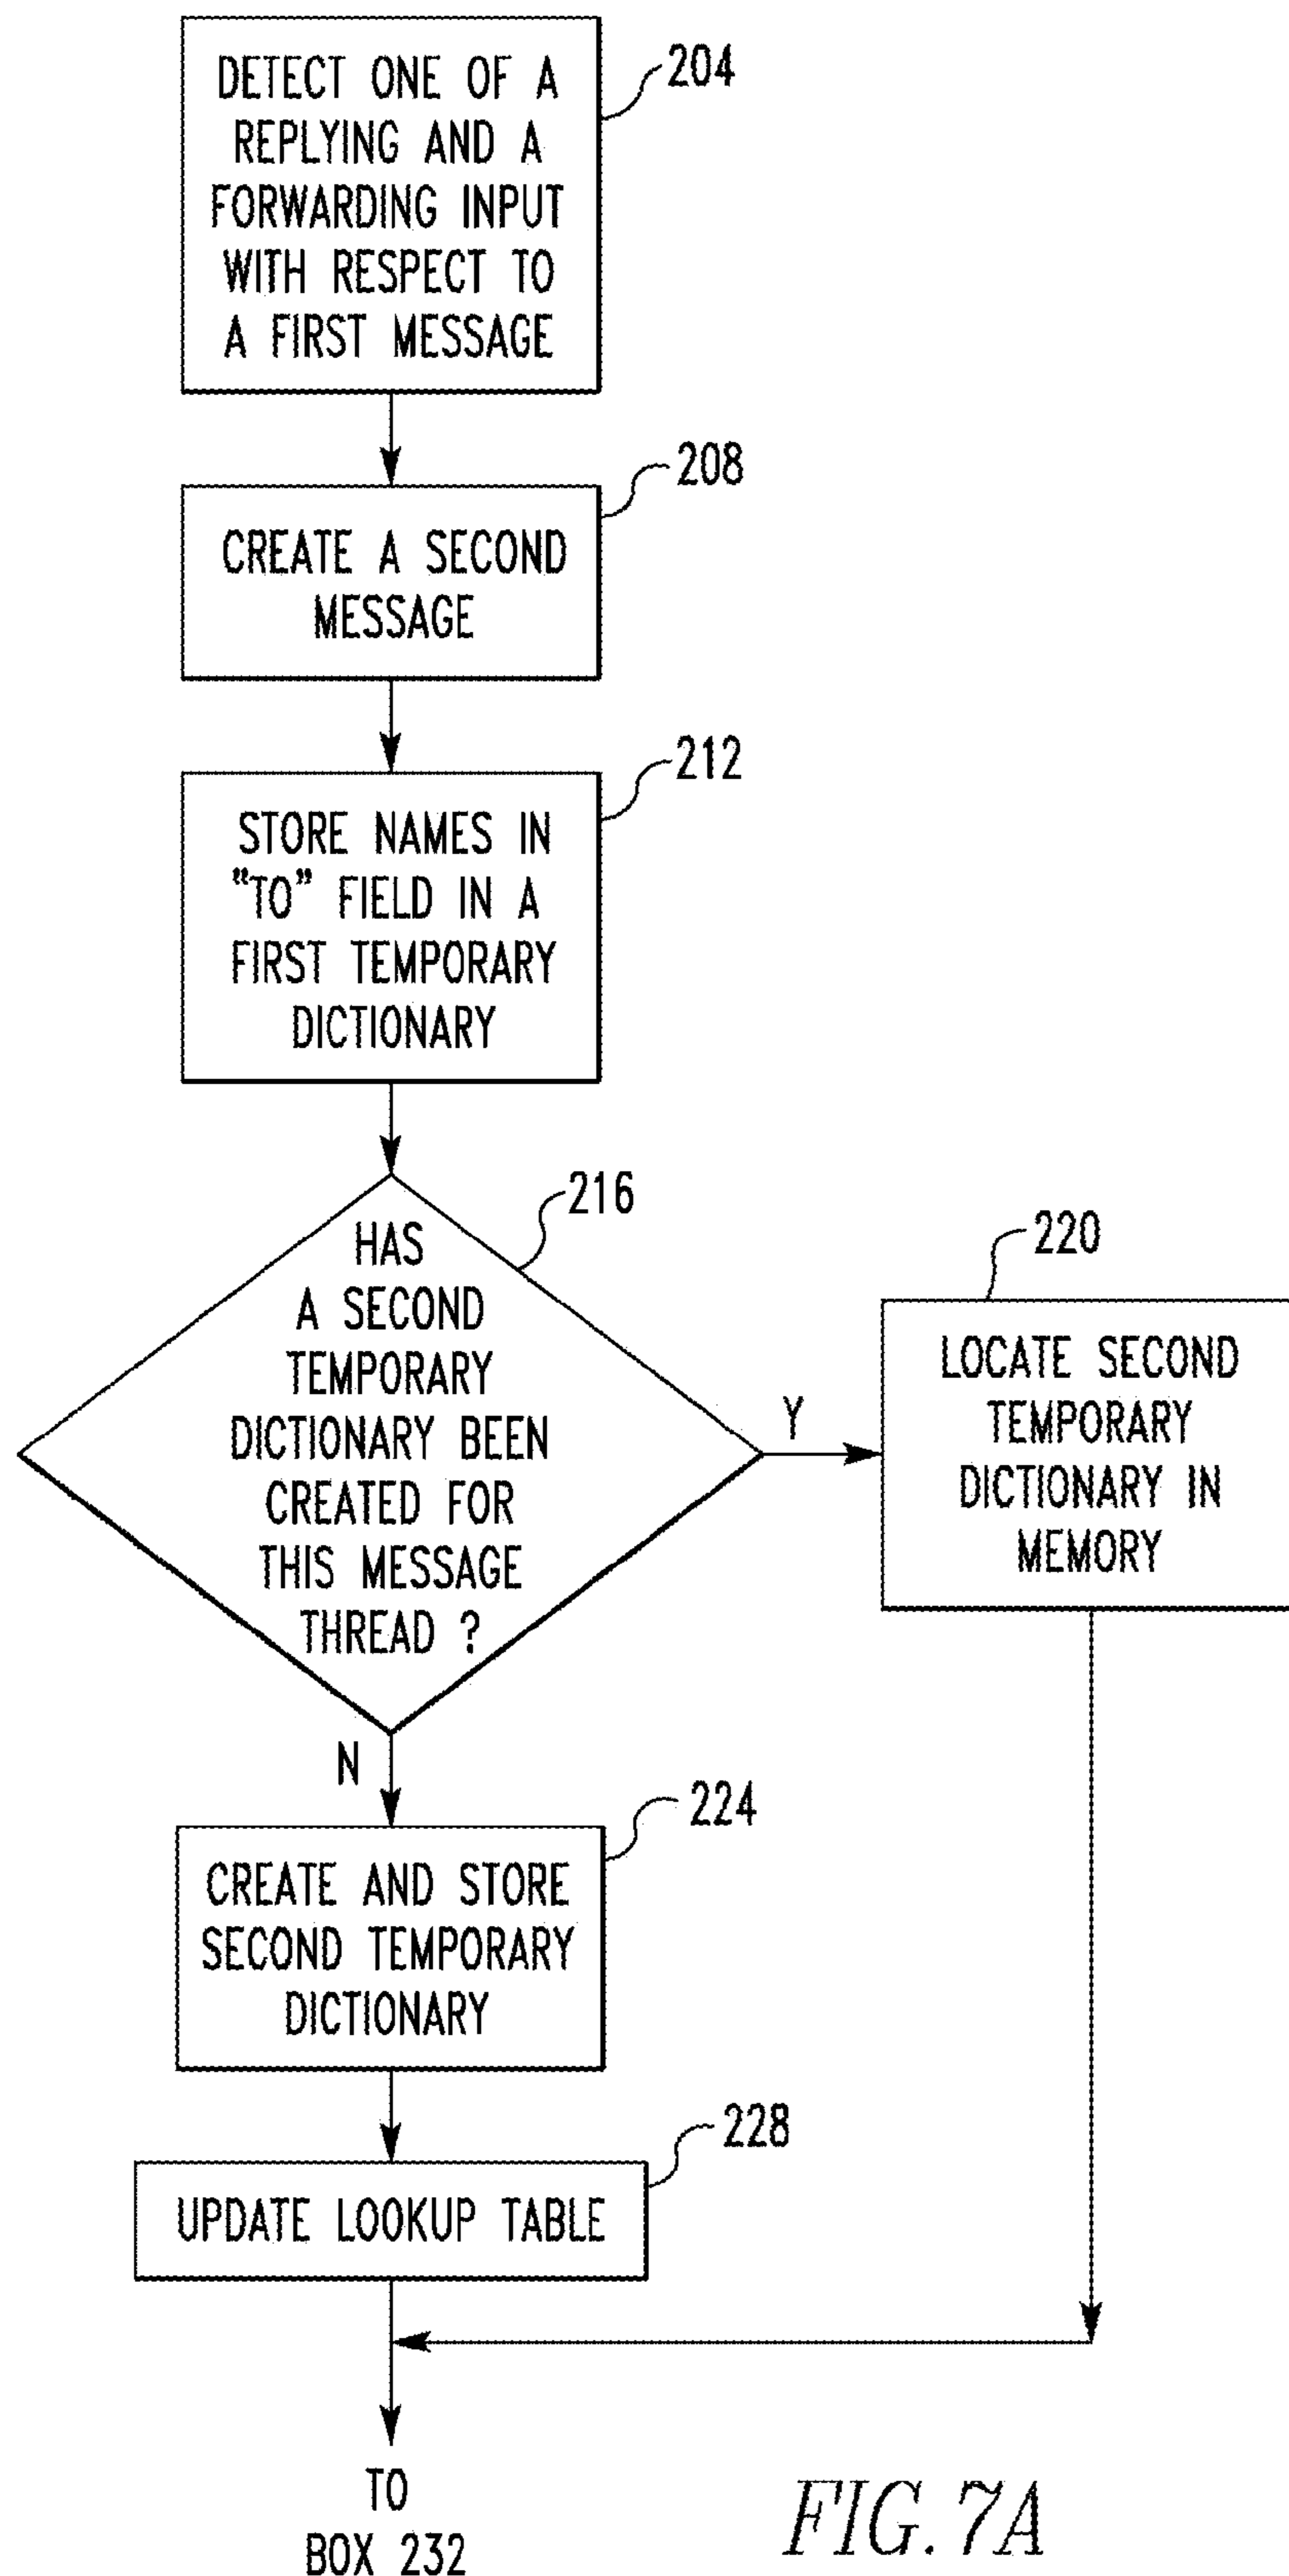 DETECT ONE OF A
REPLYING AND A
FORWARDING INPUT
WITH RESPECT TO
A FIRST MESSAGE
204
CREATE A SECOND
MESSAGE
208
STORE NAMES IN
"TO" FIELD IN A
FIRST TEMPORARY
DICTIONARY
212
HAS
A SECOND
TEMPORARY
DICTIONARY BEEN
CREATED FOR
THIS MESSAGE
THREAD ?
216
Y
220
LOCATE SECOND
TEMPORARY
DICTIONARY IN
MEMORY
N
224
CREATE AND STORE
SECOND TEMPORARY
DICTIONARY
228
UPDATE LOOKUP TABLE
TO
BOX 232
FIG. 7A